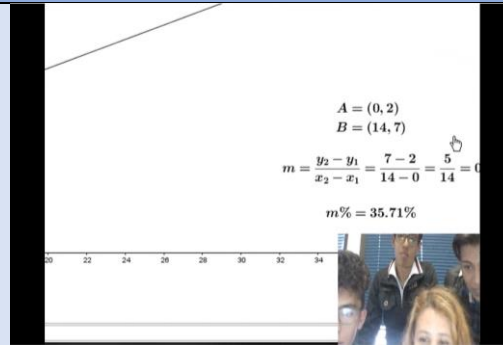 A = (0, 2)
B = (14, 7)
m = y₂ − y₁ / x₂ − x₁ = 7 − 2 / 14 − 0 = 5 / 14 = 0
m% = 35.71%
20 22 24 26 28 30 32 34